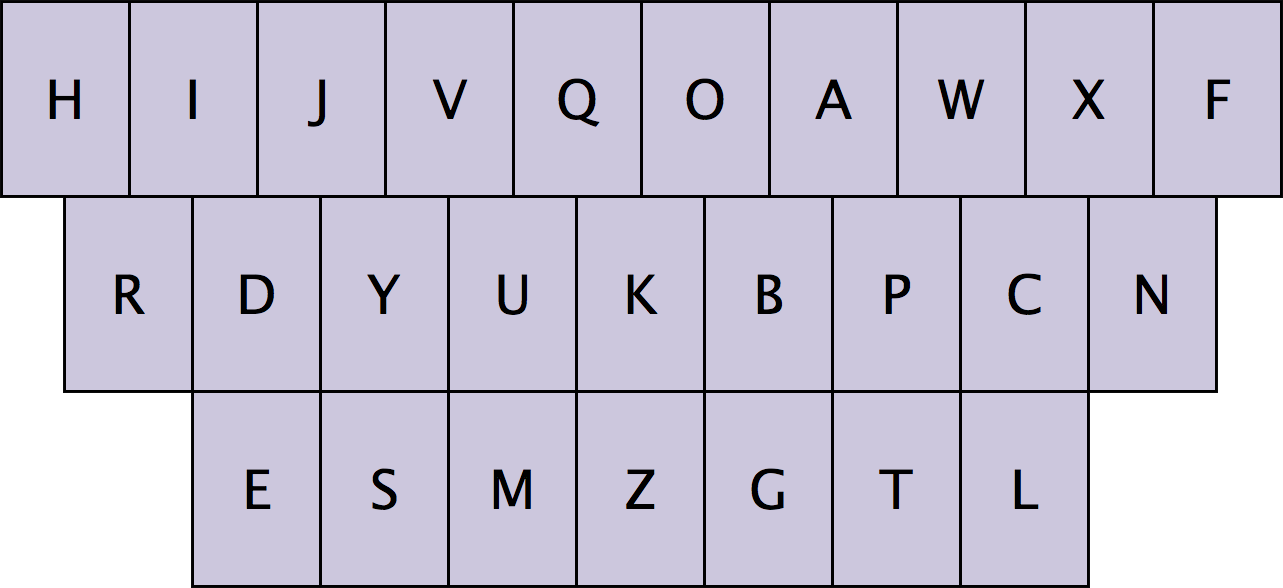 H I J V Q O A W X F
R D Y U K B P C N
E S M Z G T L